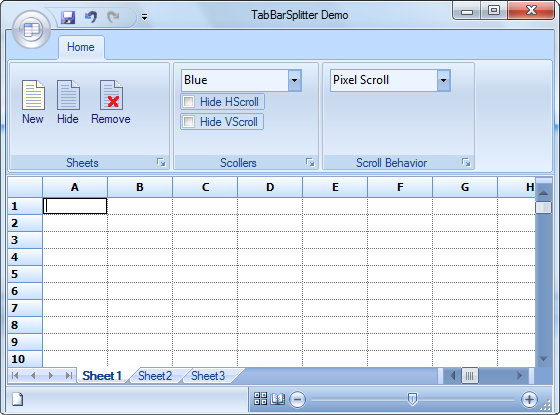 TabBarSplitter Demo
Home
Blue
Pixel Scroll
Hide HScroll
Hide VScroll
New Hide Remove
Sheets
Scollers
Scroll Behavior
A B C D E F G H
1
2
3
4
5
6
7
8
9
10
Sheet1 Sheet2 Sheet3